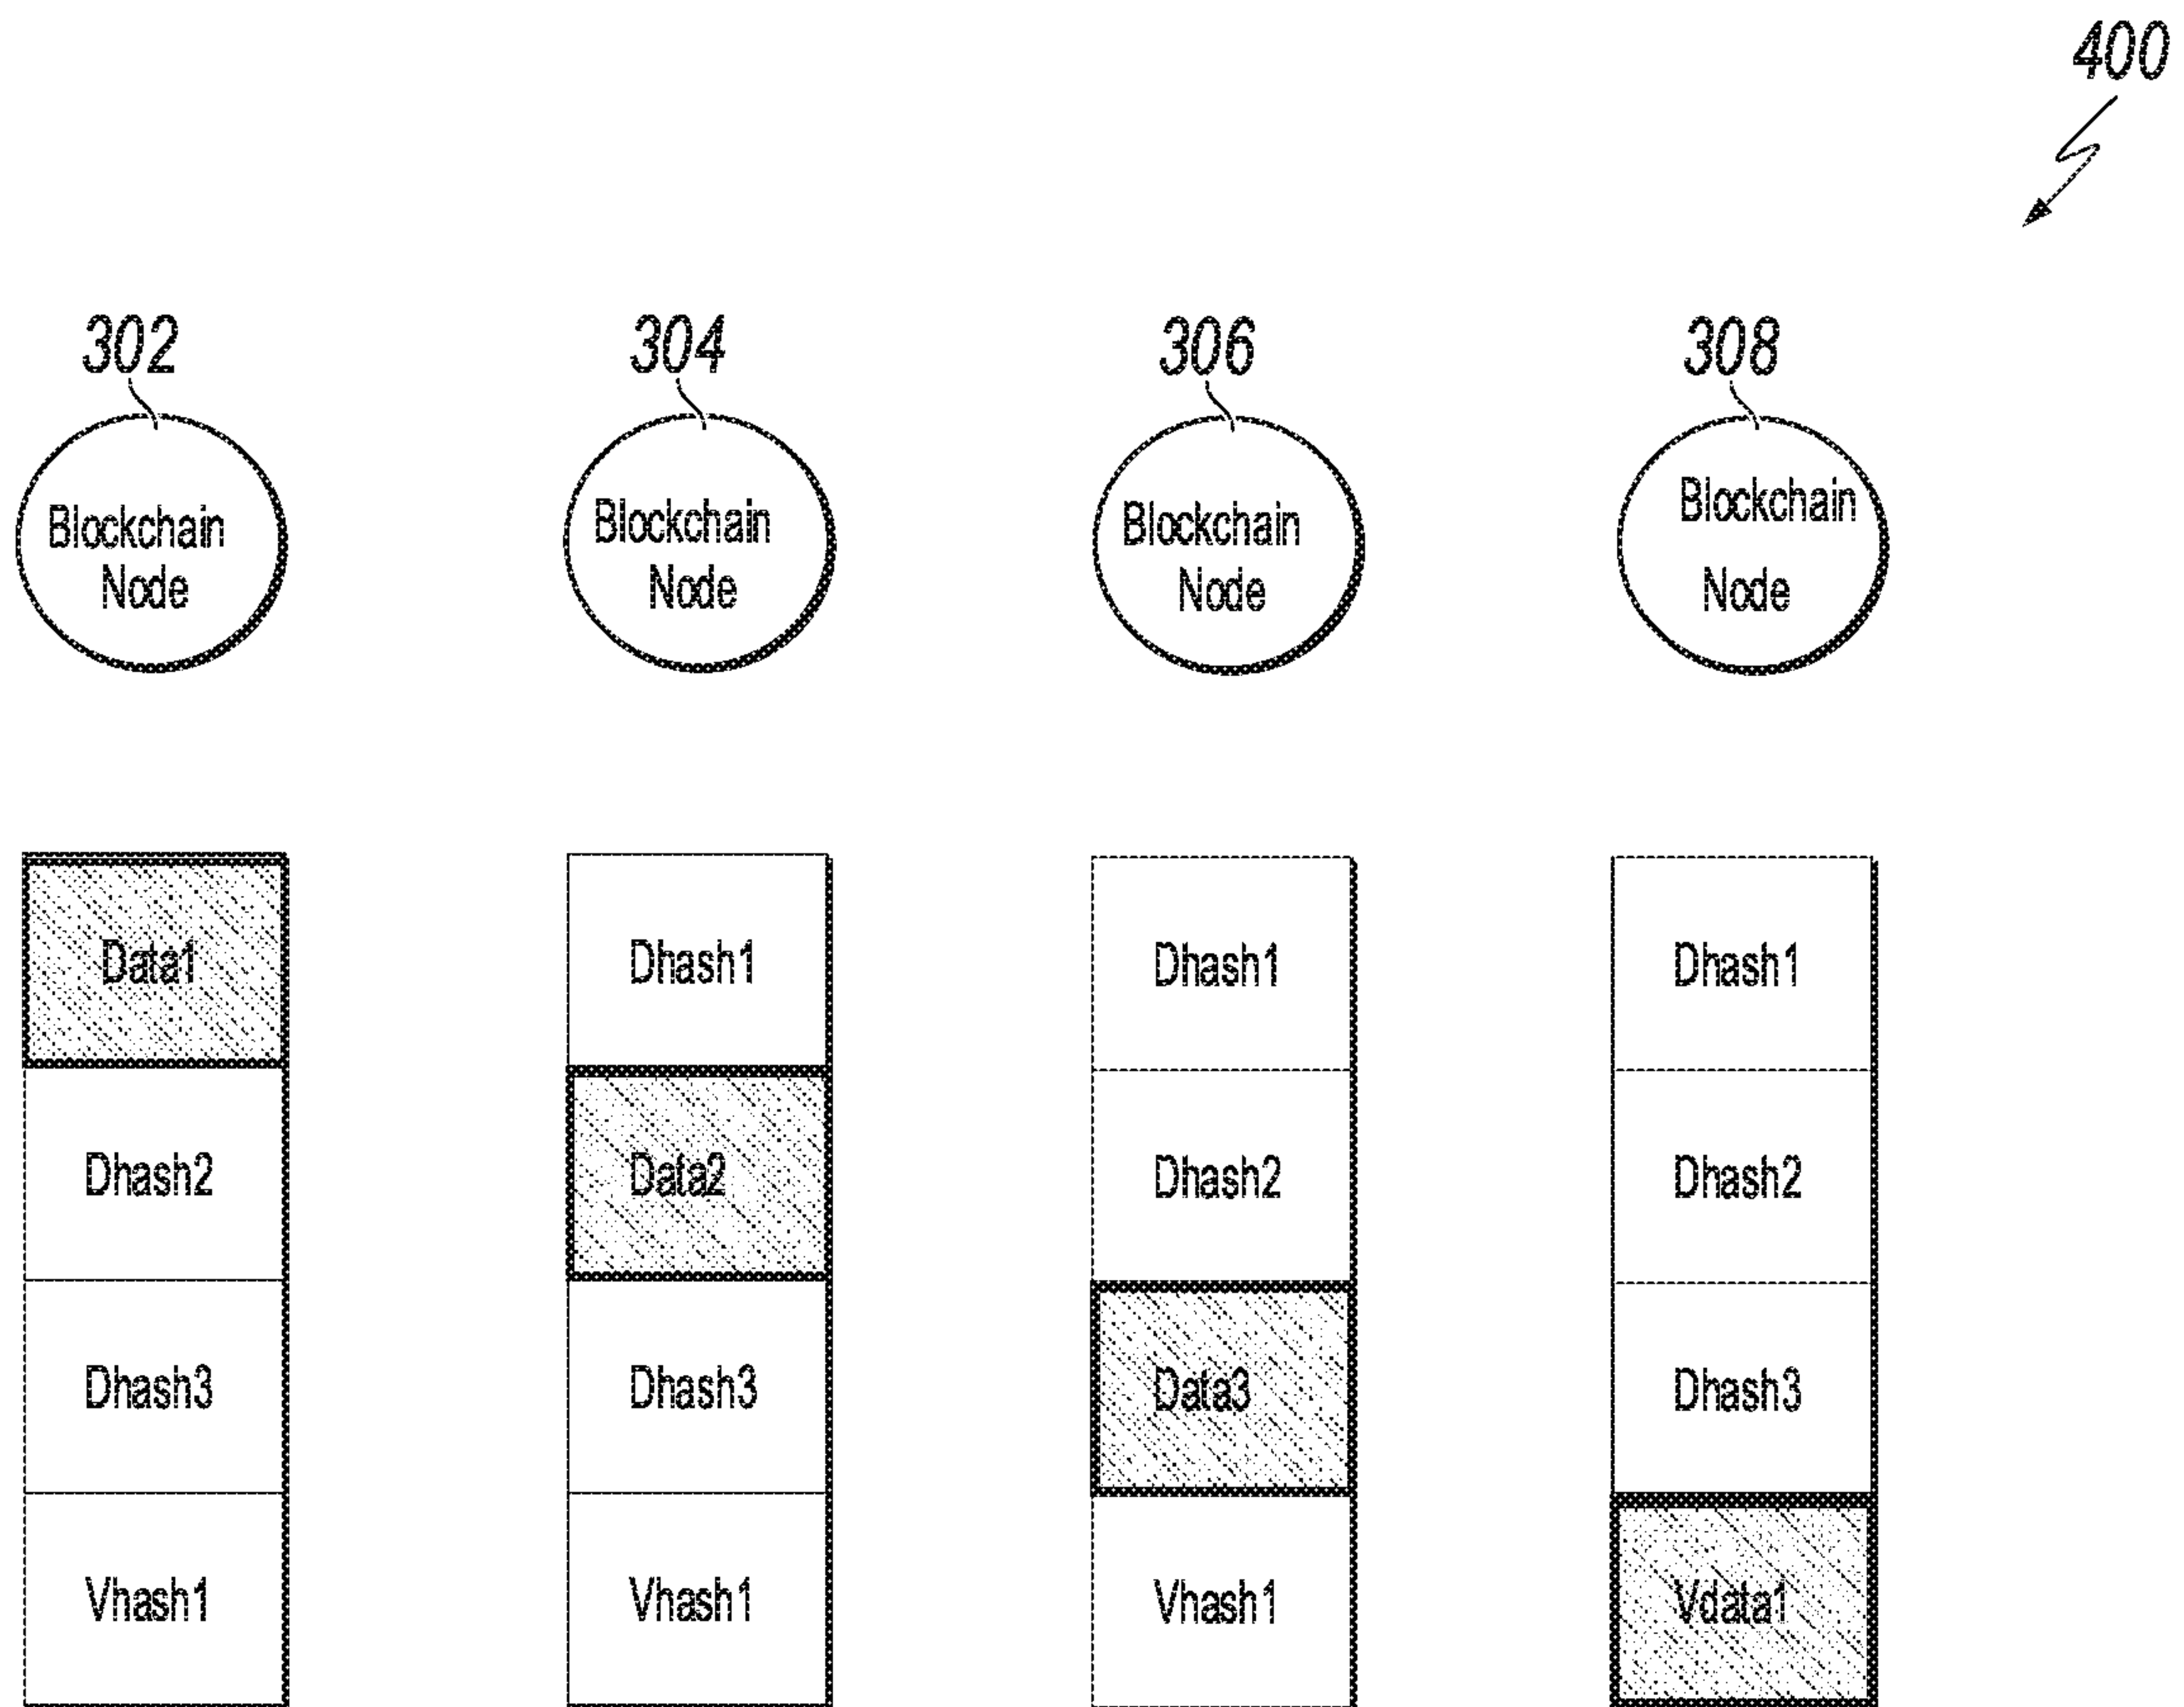 400
302
304
306
308
Blockchain
Node
Blockchain
Node
Blockchain
Node
Blockchain
Node
Data1
Dhash1
Dhash1
Dhash1
Dhash2
Data2
Dhash2
Dhash2
Dhash3
Dhash3
Data3
Dhash3
Vhash1
Vhash1
Vhash1
Vdata1